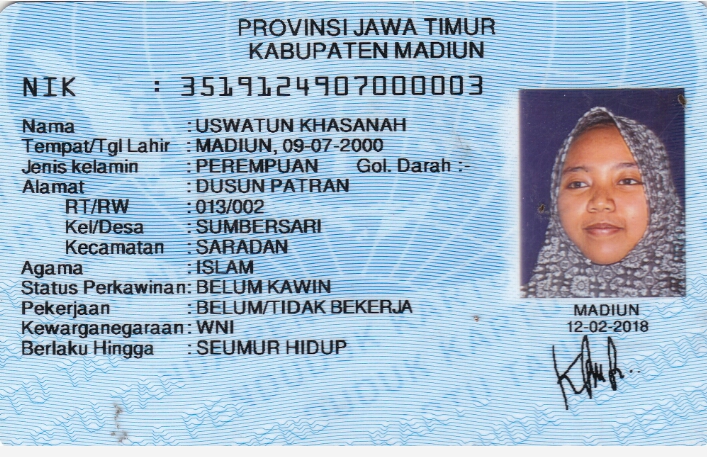 PROVINSI JAWA TIMUR
KABUPATEN MADIUN
NIK : 3519124907000003
Nama : USWATUN KHASANAH
Tempat/Tgl Lahir : MADIUN, 09-07-2000
Jenis kelamin : PEREMPUAN Gol. Darah :-
Alamat : DUSUN PATRAN
RT/RW : 013/002
Kel/Desa : SUMBERSARI
Kecamatan : SARADAN
Agama : ISLAM
Status Perkawinan: BELUM KAWIN
Pekerjaan : BELUM/TIDAK BEKERJA
Kewarganegaraan: WNI
Berlaku Hingga : SEUMUR HIDUP
MADIUN
12-02-2018